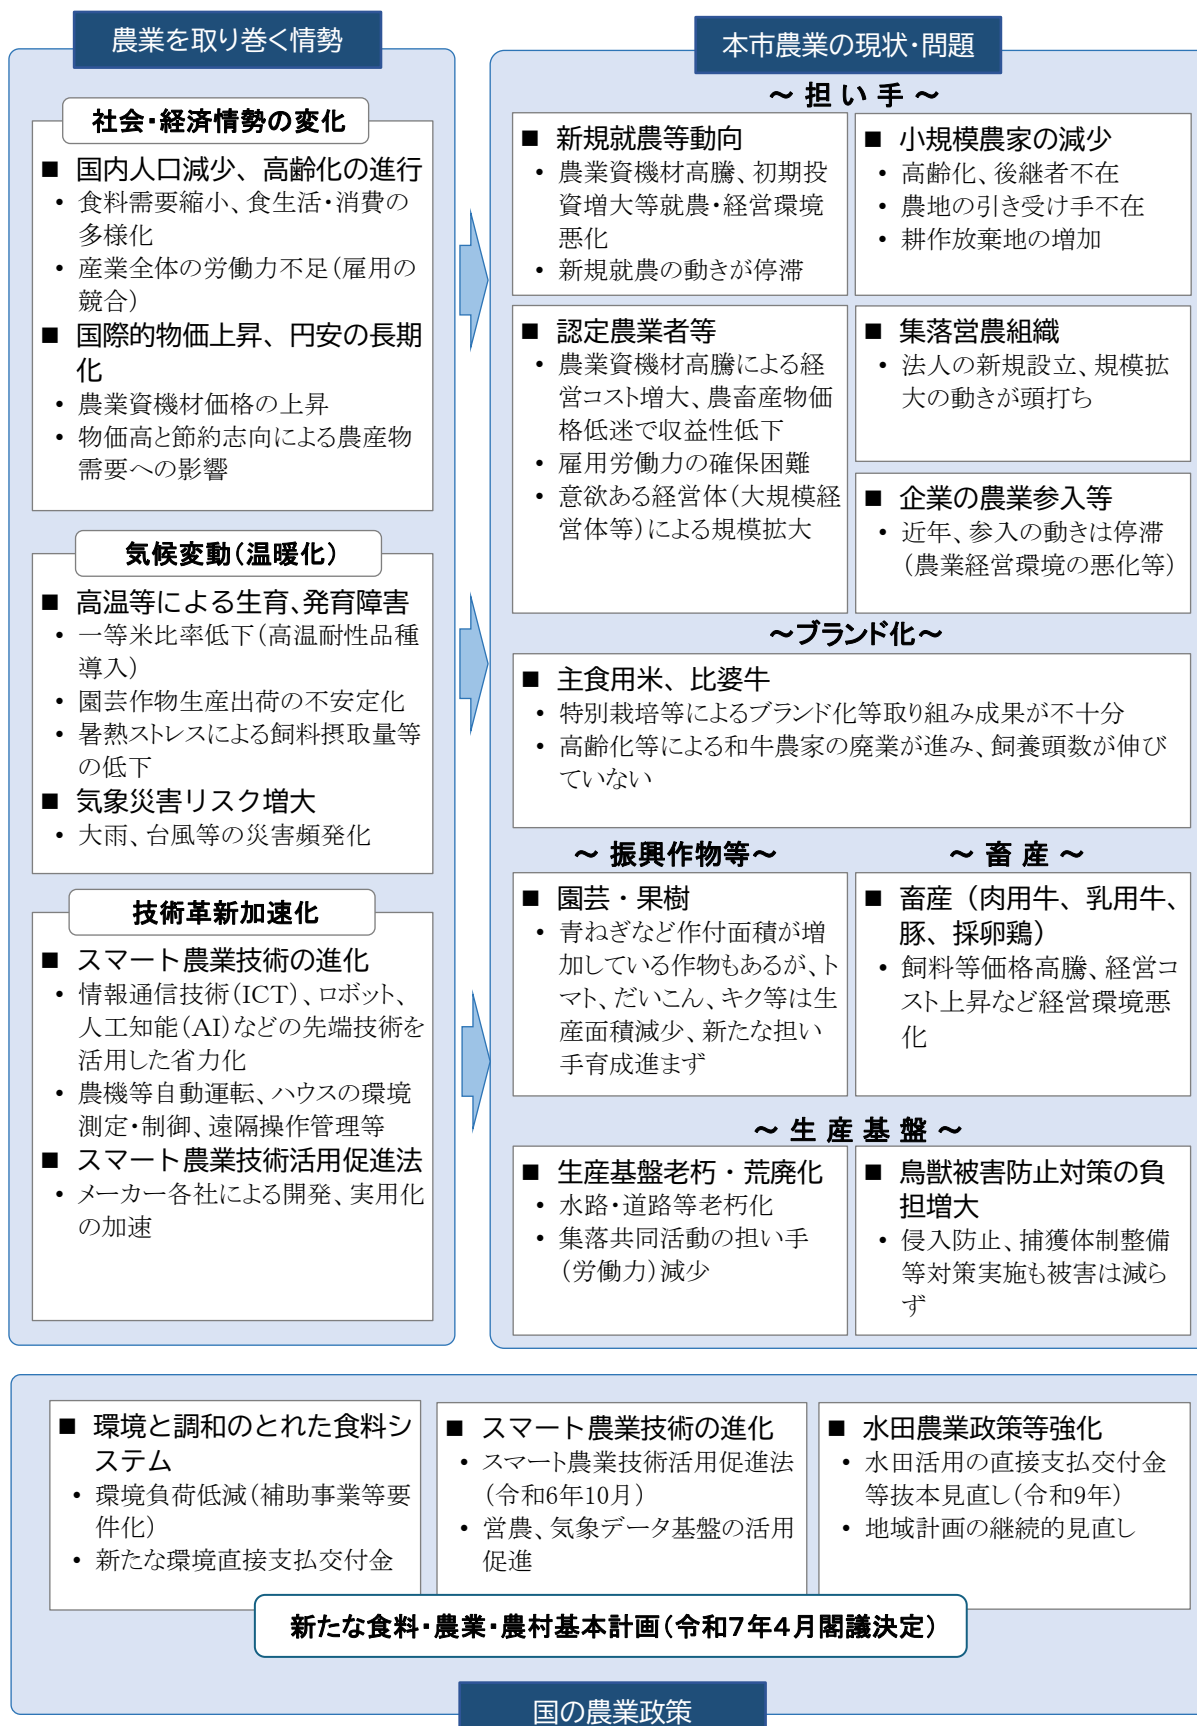 農業を取り巻く情勢
社会・経済情勢の変化
■ 国内人口減少、高齢化の進行
• 食料需要縮小、食生活・消費の
多様化
• 産業全体の労働力不足(雇用の
競合)
■ 国際的物価上昇、円安の長期
化
• 農業資機材価格の上昇
• 物価高と節約志向による農産物
需要への影響
気候変動(温暖化)
■ 高温等による生育、発育障害
• 一等米比率低下(高温耐性品種
導入)
• 園芸作物生産出荷の不安定化
• 暑熱ストレスによる飼料摂取量等
の低下
■ 気象災害リスク増大
• 大雨、台風等の災害頻発化
技術革新加速化
■ スマート農業技術の進化
• 情報通信技術(ICT)、ロボット、
人工知能(AI)などの先端技術を
活用した省力化
• 農機等自動運転、ハウスの環境
測定・制御、遠隔操作管理等
■ スマート農業技術活用促進法
• メーカー各社による開発、実用化
の加速
本市農業の現状・問題
～ 担 い 手 ～
■ 新規就農等動向
• 農業資機材高騰、初期投
資増大等就農・経営環境
悪化
• 新規就農の動きが停滞
■ 小規模農家の減少
• 高齢化、後継者不在
• 農地の引き受け手不在
• 耕作放棄地の増加
■ 認定農業者等
• 農業資機材高騰による経
営コスト増大、農畜産物価
格低迷で収益性低下
• 雇用労働力の確保困難
• 意欲ある経営体(大規模経
営体等)による規模拡大
■ 集落営農組織
• 法人の新規設立、規模拡
大の動きが頭打ち
■ 企業の農業参入等
• 近年、参入の動きは停滞
(農業経営環境の悪化等)
～ブランド化～
■ 主食用米、比婆牛
• 特別栽培等によるブランド化等取り組み成果が不十分
• 高齢化等による和牛農家の廃業が進み、飼養頭数が伸び
ていない
～ 振興作物等～
■ 園芸・果樹
• 青ねぎなど作付面積が増
加している作物もあるが、ト
マト、だいこん、キク等は生
産面積減少、新たな担い
手育成進まず
～ 畜 産 ～
■ 畜産（肉用牛、乳用牛、
豚、採卵鶏）
• 飼料等価格高騰、経営コ
スト上昇など経営環境悪
化
～ 生 産 基 盤 ～
■ 生産基盤老朽・荒廃化
• 水路・道路等老朽化
• 集落共同活動の担い手
(労働力)減少
■ 鳥獣被害防止対策の負
担増大
• 侵入防止、捕獲体制整備
等対策実施も被害は減ら
ず
■ 環境と調和のとれた食料シ
ステム
• 環境負荷低減(補助事業等要
件化)
• 新たな環境直接支払交付金
■ スマート農業技術の進化
• スマート農業技術活用促進法
(令和6年10月)
• 営農、気象データ基盤の活用
促進
■ 水田農業政策等強化
• 水田活用の直接支払交付金
等抜本見直し(令和9年)
• 地域計画の継続的見直し
新たな食料・農業・農村基本計画(令和7年4月閣議決定)
国の農業政策